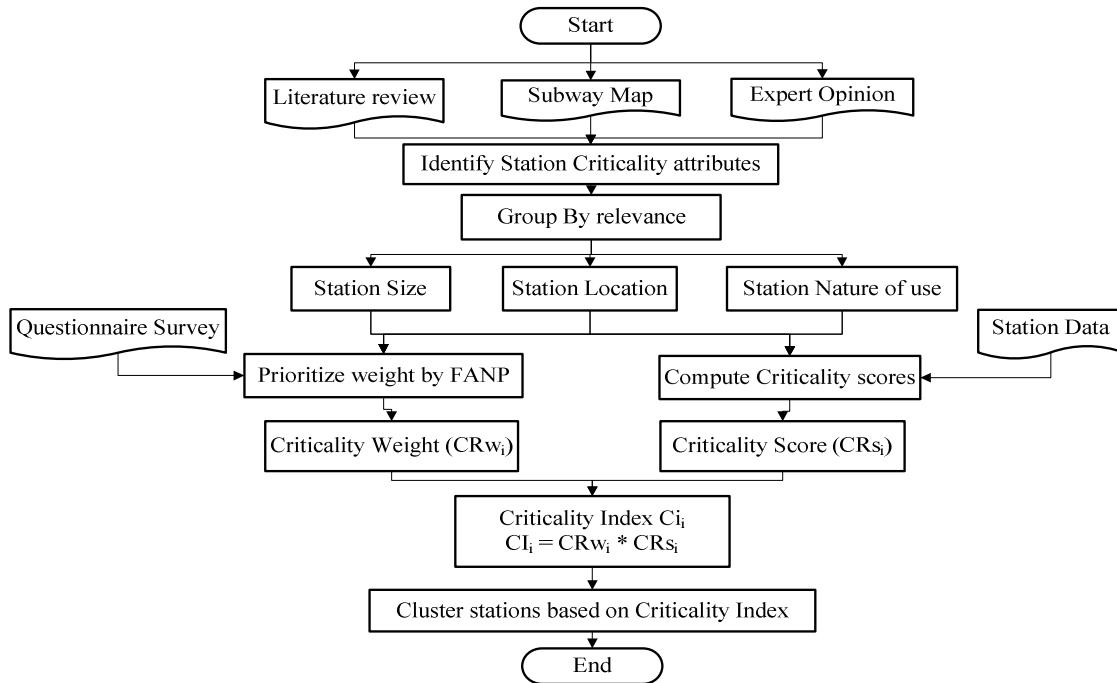 Start
Literature review
Subway Map
Expert Opinion
Identify Station Criticality attributes
Group By relevance
Station Size
Station Location
Station Nature of use
Questionnaire Survey
Station Data
Prioritize weight by FANP
Compute Criticality scores
Criticality Weight (CRwᵢ)
Criticality Score (CRsᵢ)
Criticality Index Ciᵢ
CIᵢ = CRwᵢ * CRsᵢ
Cluster stations based on Criticality Index
End